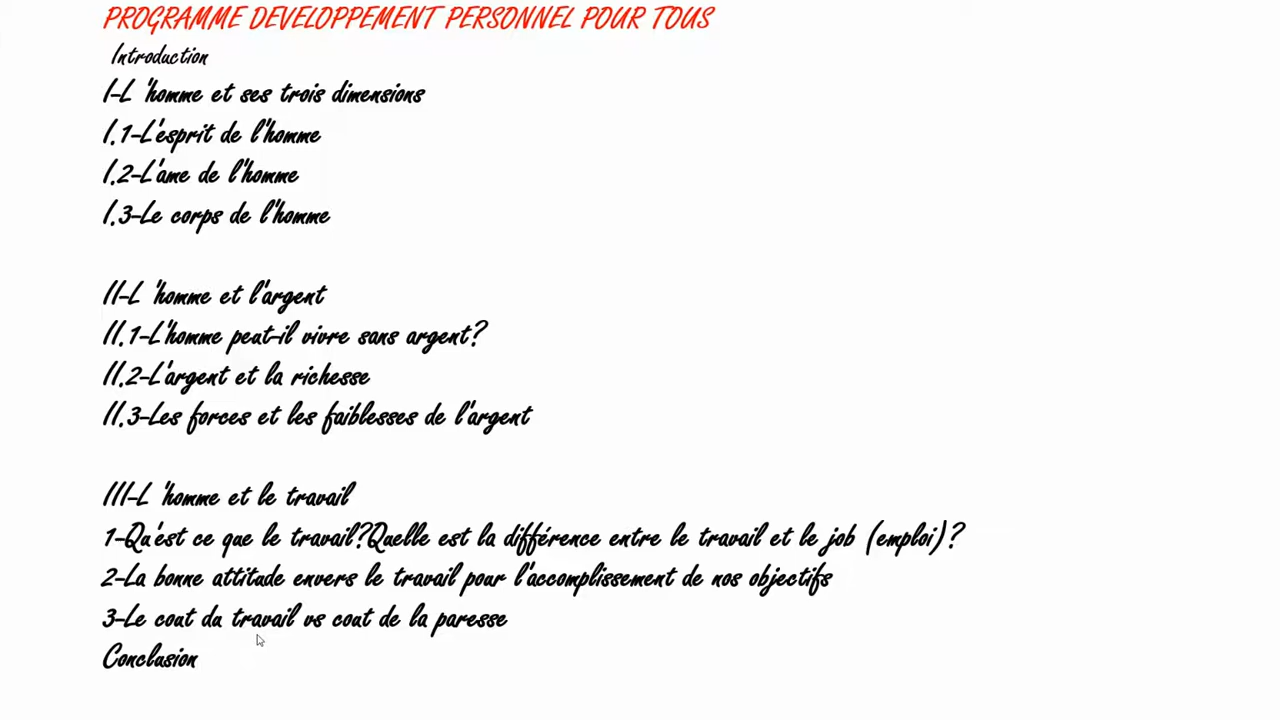 PROGRAMME DEVELOPPEMENT PERSONNEL POUR TOUS
Introduction
I-L 'homme et ses trois dimensions
I.1-L'esprit de l'homme
I.2-L'ame de l'homme
I.3-Le corps de l'homme
II-L 'homme et l'argent
II.1-L'homme peut-il vivre sans argent?
II.2-L'argent et la richesse
II.3-Les forces et les faiblesses de l'argent
III-L 'homme et le travail
1-Qu'est ce que le travail?Quelle est la différence entre le travail et le job (emploi)?
2-La bonne attitude envers le travail pour l'accomplissement de nos objectifs
3-Le cout du travail vs cout de la paresse
Conclusion